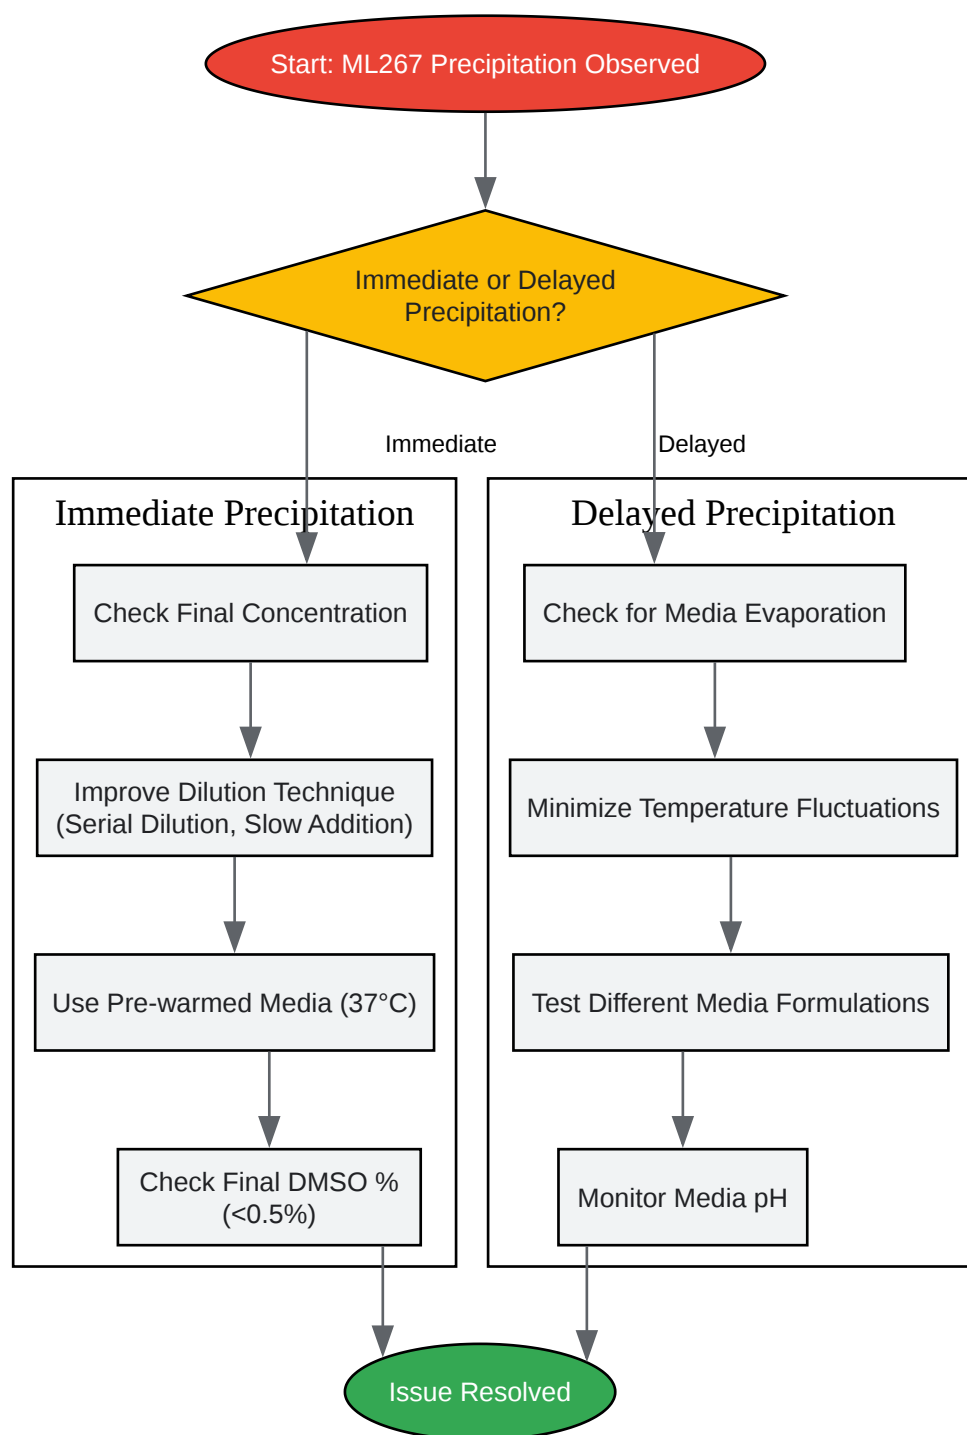 Start: ML267 Precipitation Observed
Immediate or Delayed
Precipitation?
Immediate
Delayed
Immediate Precipitation
Check Final Concentration
Improve Dilution Technique
(Serial Dilution, Slow Addition)
Use Pre-warmed Media (37°C)
Check Final DMSO %
(<0.5%)
Delayed Precipitation
Check for Media Evaporation
Minimize Temperature Fluctuations
Test Different Media Formulations
Monitor Media pH
Issue Resolved